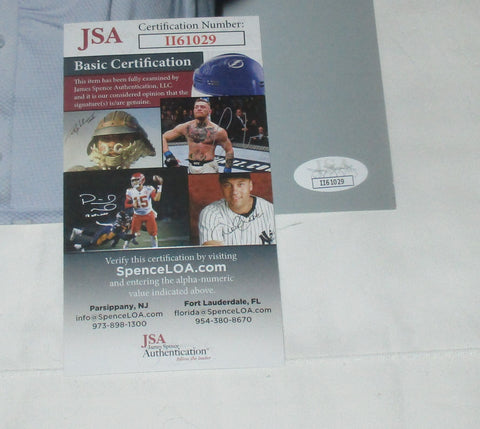 JSA
Certification Number:
II61029
Basic Certification
This item has been fully examined by
James Spence Authentication, LLC
and it is our considered opinion that the
signature(s) is/are genuine.
II61029
15
Verify this certification by visiting
SpenceLOA.com
and entering the alpha-numeric
value indicated above.
Parsippany, NJ
info@SpenceLOA.com
973-898-1300
Fort Lauderdale, FL
florida@SpenceLOA.com
954-380-8670
JSA
James Spence
Authentication